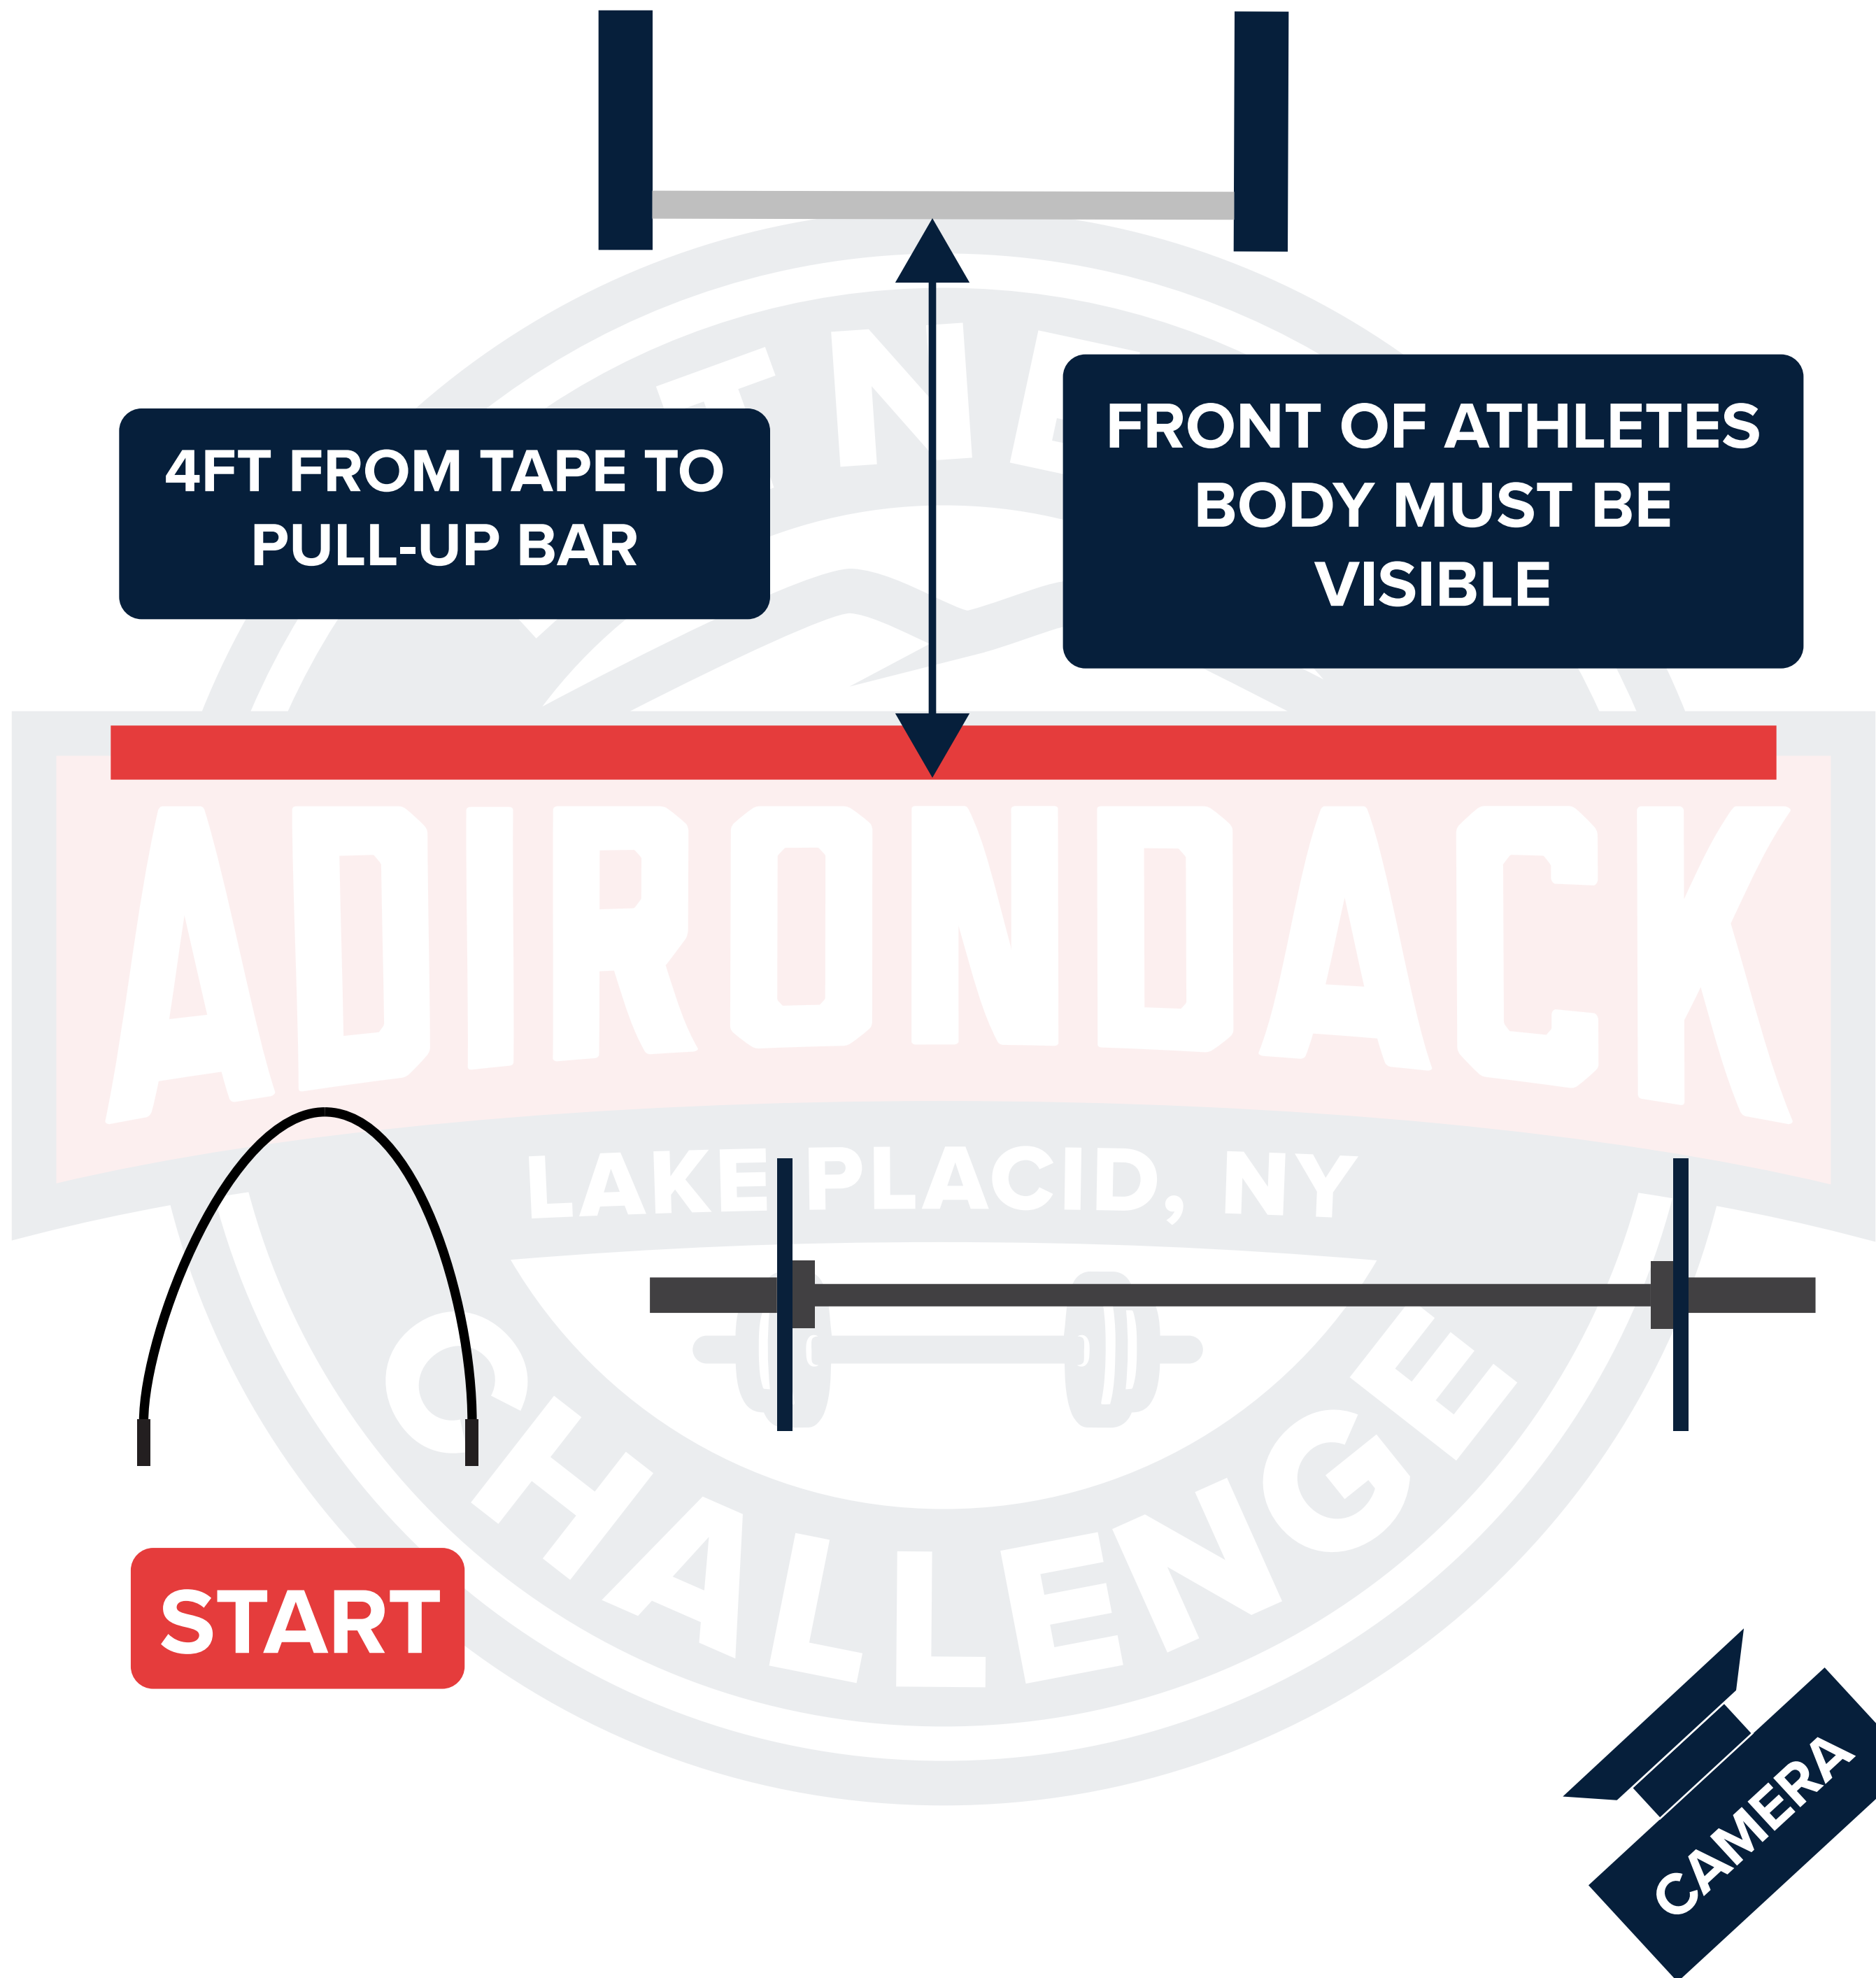 4FT FROM TAPE TO
PULL-UP BAR
FRONT OF ATHLETES
BODY MUST BE
VISIBLE
ADIRONDACK
LAKE PLACID, NY
CHALLENGE
START
CAMERA